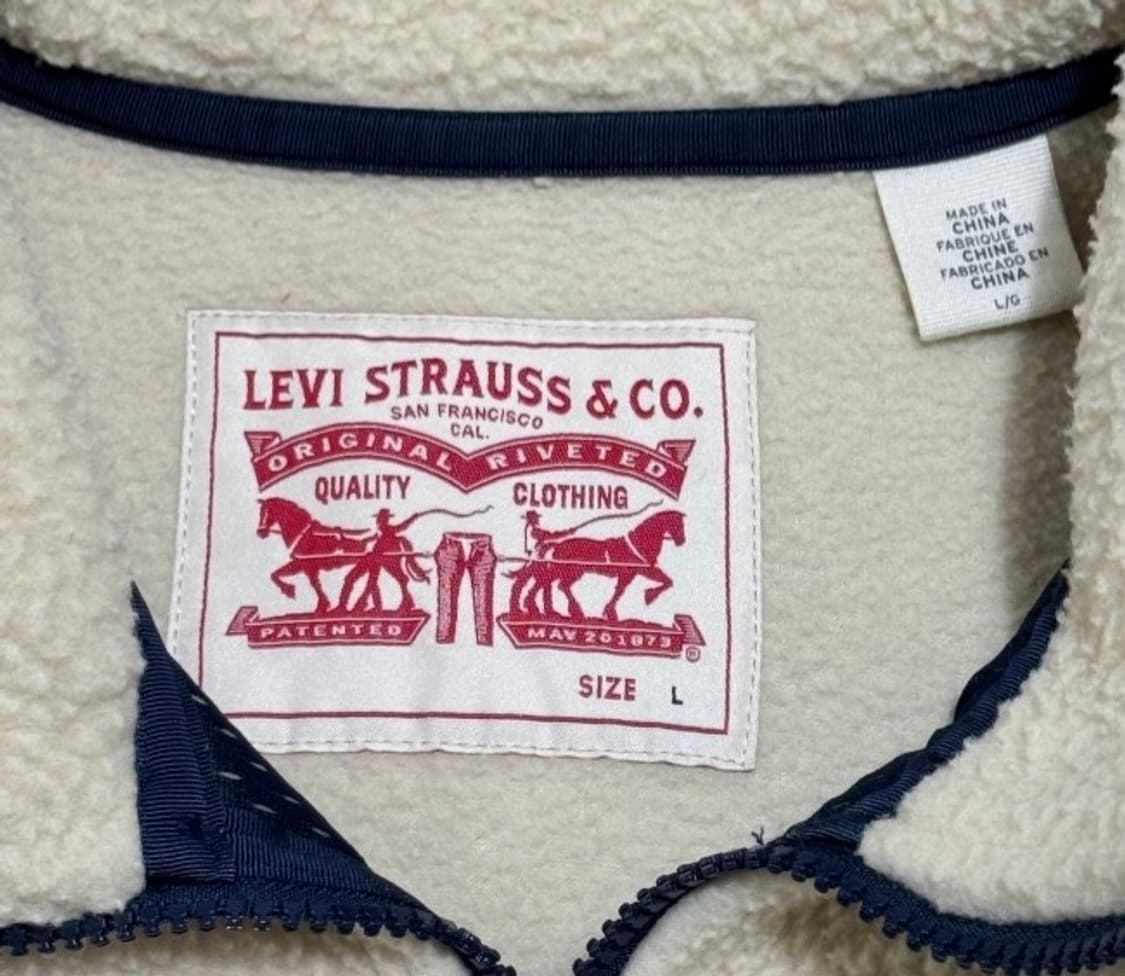 MADE IN
CHINA
FABRIQUE EN
CHINE
FABRICADO EN
CHINA
L/G
LEVI STRAUSS & CO.
SAN FRANCISCO
CAL.
ORIGINAL RIVETED
QUALITY CLOTHING
PATENTED MAY 20 1873
®
SIZE L